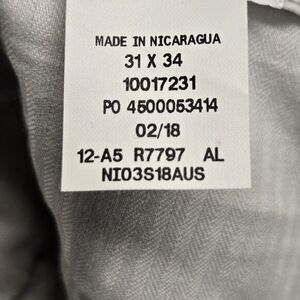 MADE IN NICARAGUA
31 X 34
10017231
PO 4500053414
02/18
12-A5 R7797 AL
NI03S18AUS